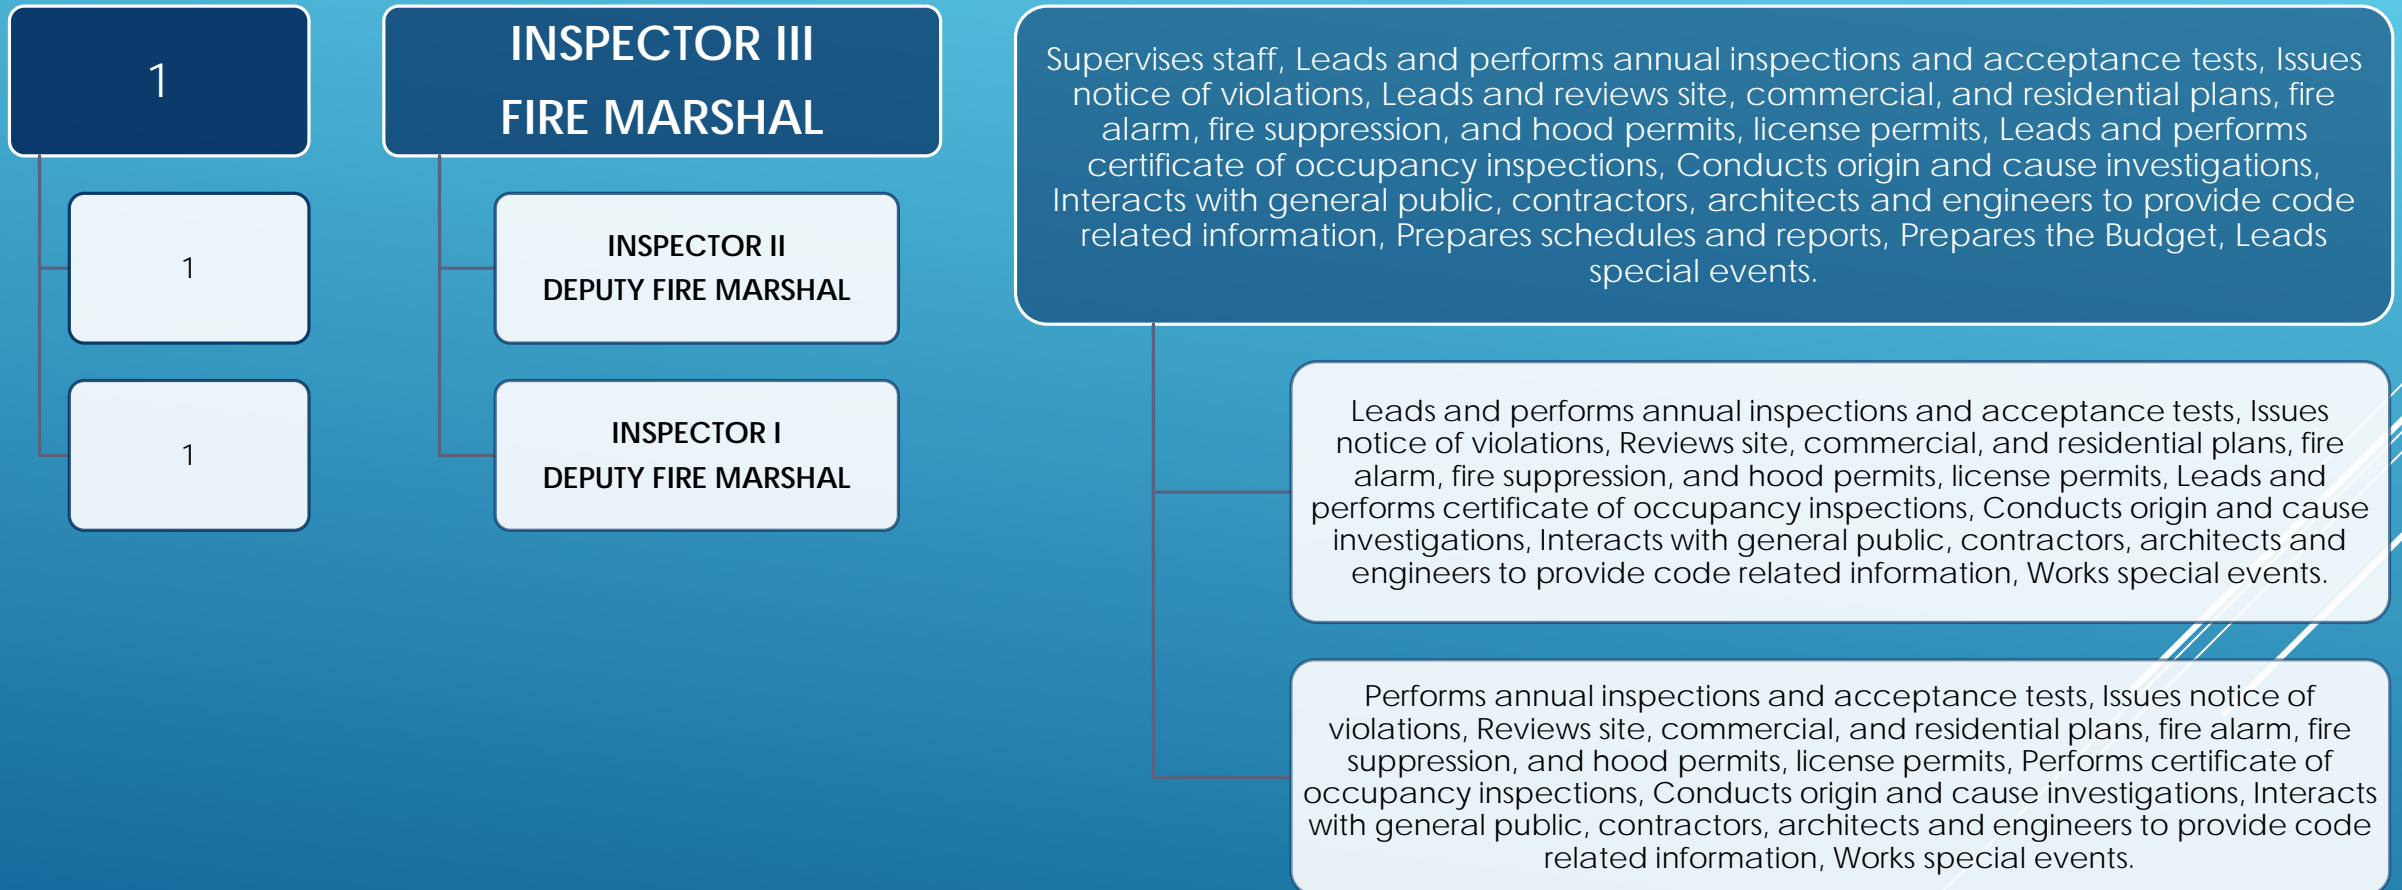 1
1
1
INSPECTOR III
FIRE MARSHAL
INSPECTOR II
DEPUTY FIRE MARSHAL
INSPECTOR I
DEPUTY FIRE MARSHAL
Supervises staff, Leads and performs annual inspections and acceptance tests, Issues
notice of violations, Leads and reviews site, commercial, and residential plans, fire
alarm, fire suppression, and hood permits, license permits, Leads and performs
certificate of occupancy inspections, Conducts origin and cause investigations,
Interacts with general public, contractors, architects and engineers to provide code
related information, Prepares schedules and reports, Prepares the Budget, Leads
special events.
Leads and performs annual inspections and acceptance tests, Issues
notice of violations, Reviews site, commercial, and residential plans, fire
alarm, fire suppression, and hood permits, license permits, Leads and
performs certificate of occupancy inspections, Conducts origin and cause
investigations, Interacts with general public, contractors, architects and
engineers to provide code related information, Works special events.
Performs annual inspections and acceptance tests, Issues notice of
violations, Reviews site, commercial, and residential plans, fire alarm, fire
suppression, and hood permits, license permits, Performs certificate of
occupancy inspections, Conducts origin and cause investigations, Interacts
with general public, contractors, architects and engineers to provide code
related information, Works special events.